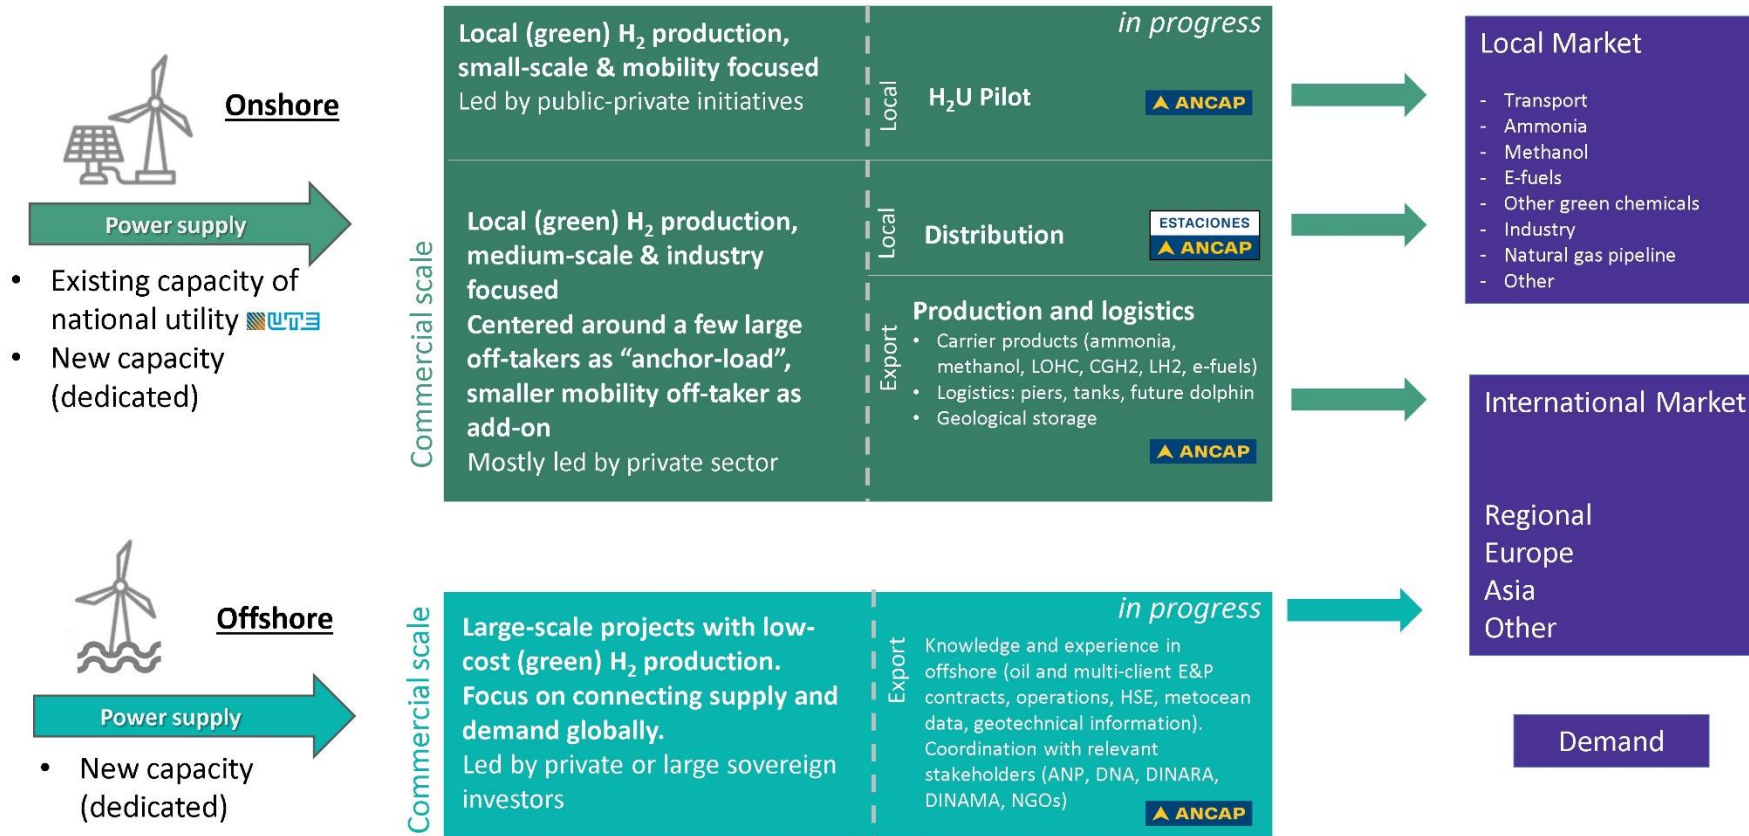 Onshore
Power supply
• Existing capacity of
national utility UTE
• New capacity
(dedicated)
Commercial scale
Local (green) H₂ production,
small-scale & mobility focused
Led by public-private initiatives
in progress
Local
H₂U Pilot
ANCAP
Local (green) H₂ production,
medium-scale & industry
focused
Centered around a few large
off-takers as “anchor-load”,
smaller mobility off-taker as
add-on
Mostly led by private sector
Local
Distribution
ESTACIONES
ANCAP
Export
Production and logistics
• Carrier products (ammonia,
methanol, LOHC, CGH2, LH2, e-fuels)
• Logistics: piers, tanks, future dolphin
• Geological storage
ANCAP
Local Market
- Transport
- Ammonia
- Methanol
- E-fuels
- Other green chemicals
- Industry
- Natural gas pipeline
- Other
International Market
Regional
Europe
Asia
Other
Offshore
Power supply
• New capacity
(dedicated)
Commercial scale
Large-scale projects with low-
cost (green) H₂ production.
Focus on connecting supply and
demand globally.
Led by private or large sovereign
investors
in progress
Export
Knowledge and experience in
offshore (oil and multi-client E&P
contracts, operations, HSE, metocean
data, geotechnical information).
Coordination with relevant
stakeholders (ANP, DNA, DINARA,
DINAMA, NGOs)
ANCAP
Demand